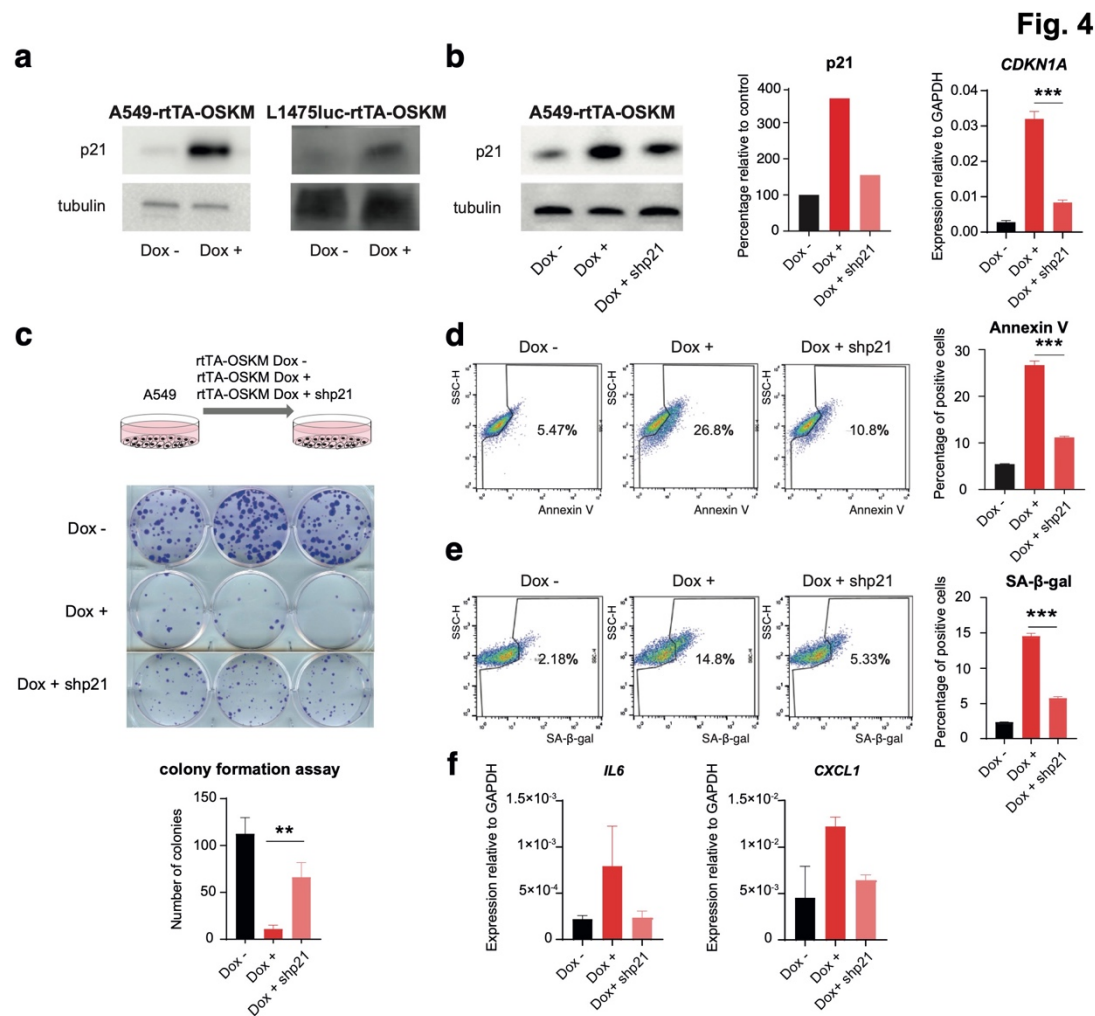 Fig. 4
a
A549-rtTA-OSKM
L1475luc-rtTA-OSKM
p21
tubulin
Dox -
Dox +
Dox -
Dox +
b
A549-rtTA-OSKM
p21
tubulin
Dox -
Dox +
Dox + shp21
p21
Percentage relative to control
400
300
200
100
0
Dox -
Dox +
Dox + shp21
CDKN1A
***
Expression relative to GAPDH
0.04
0.03
0.02
0.01
0.00
Dox -
Dox +
Dox + shp21
c
A549
rtTA-OSKM Dox -
rtTA-OSKM Dox +
rtTA-OSKM Dox + shp21
Dox -
Dox +
Dox + shp21
colony formation assay
**
Number of colonies
150
100
50
0
Dox -
Dox +
Dox + shp21
d
Dox -
Dox +
Dox + shp21
SSC-H
5.47%
Annexin V
SSC-H
26.8%
Annexin V
SSC-H
10.8%
Annexin V
Annexin V
***
Percentage of positive cells
30
20
10
0
Dox -
Dox +
Dox + shp21
e
Dox -
Dox +
Dox + shp21
SSC-H
2.18%
SA-β-gal
SSC-H
14.8%
SA-β-gal
SSC-H
5.33%
SA-β-gal
SA-β-gal
***
Percentage of positive cells
20
15
10
5
0
Dox -
Dox +
Dox + shp21
f
IL6
Expression relative to GAPDH
1.5×10-3
1×10-3
5×10-4
0
Dox -
Dox +
Dox+ shp21
CXCL1
Expression relative to GAPDH
1.5×10-2
1×10-2
5×10-3
0
Dox -
Dox +
Dox+ shp21